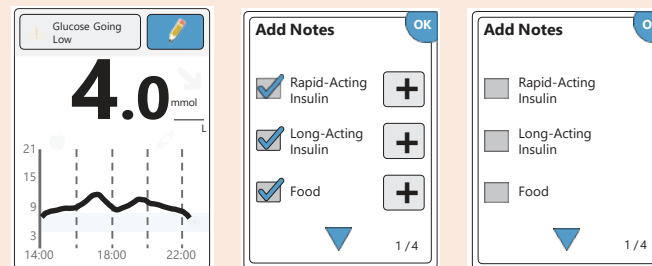 Glucose Going
Low
4.0 mmol
L
21
15
9
3
14:00 18:00 22:00
Add Notes
OK
Rapid-Acting
Insulin
Long-Acting
Insulin
Food
1 / 4
Add Notes
Rapid-Acting
Insulin
Long-Acting
Insulin
Food
1 / 4